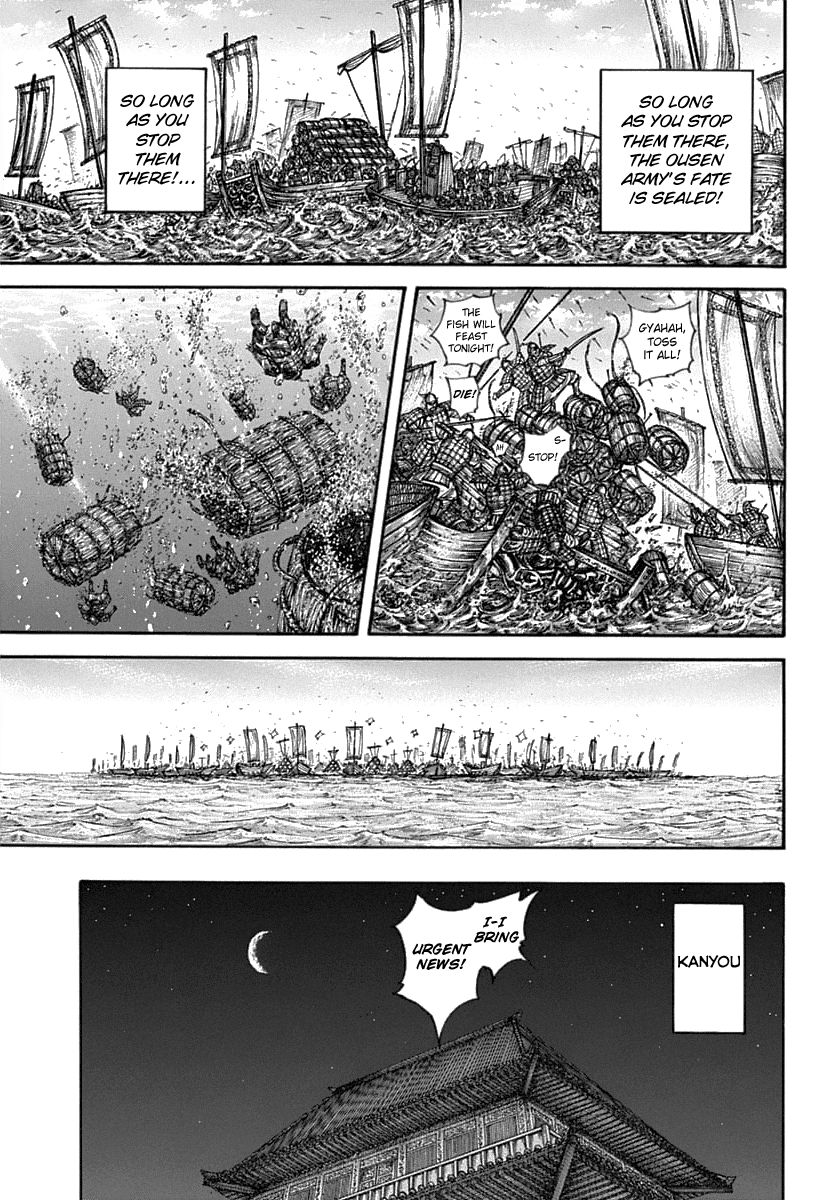 SO LONG
AS YOU STOP
THEM THERE,
THE OUSEN
ARMY'S FATE
IS SEALED!
SO LONG
AS YOU
STOP
THEM
THERE!...
GYAHAH,
TOSS
IT ALL!
THE
FISH WILL
FEAST
TONIGHT!
DIE!
S-
STOP!
KANYOU
I-I
BRING
URGENT
NEWS!